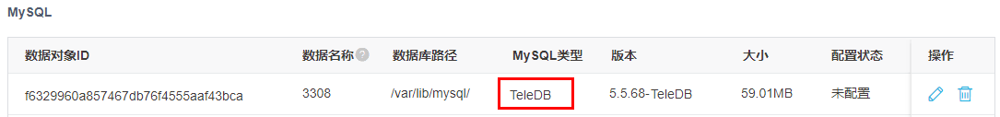 MySQL
数据对象ID 数据名称 ? 数据库路径 MySQL类型 版本 大小 配置状态 操作
f6329960a857467db76f4555aaf43bca 3308 /var/lib/mysql/ TeleDB 5.5.68-TeleDB 59.01MB 未配置